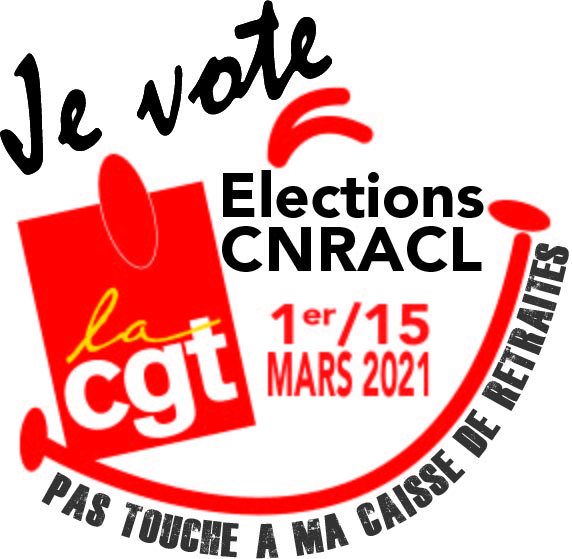 Je vote
Elections
CNRACL
la
cgt
1er/15
MARS 2021
PAS TOUCHE A MA CAISSE DE RETRAITES